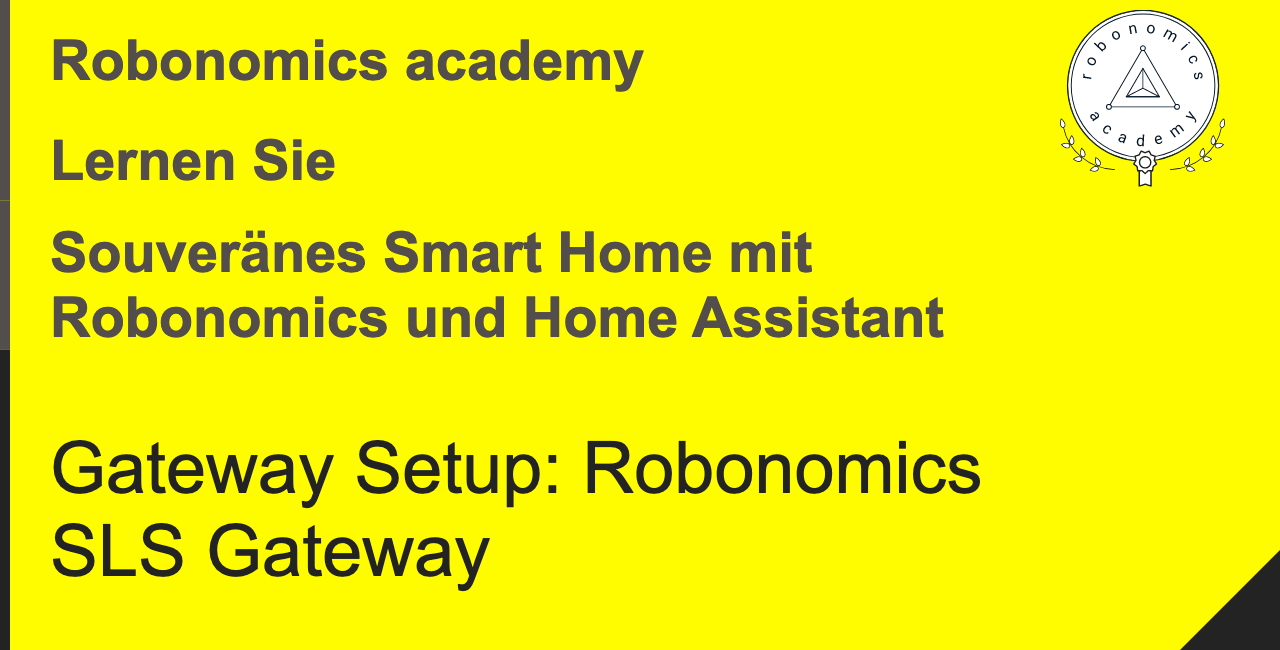 Robonomics academy
Lernen Sie
Souveränes Smart Home mit
Robonomics und Home Assistant
Gateway Setup: Robonomics
SLS Gateway
robonomics
academy